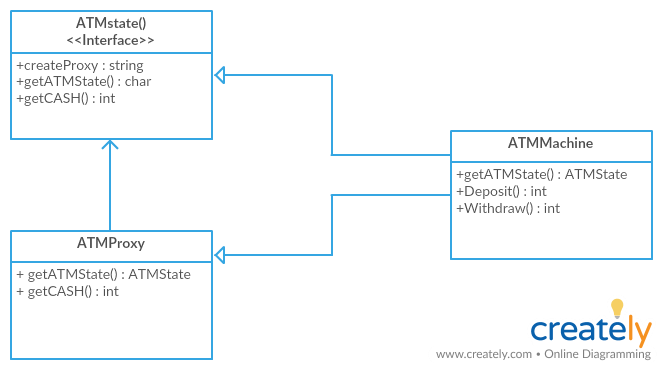 ATMstate()
<<Interface>>
+createProxy : string
+getATMState() : char
+getCASH() : int
ATMMachine
+getATMState() : ATMState
+Deposit() : int
+Withdraw() : int
ATMProxy
+ getATMState() : ATMState
+ getCASH() : int
creately
www.creately.com • Online Diagramming